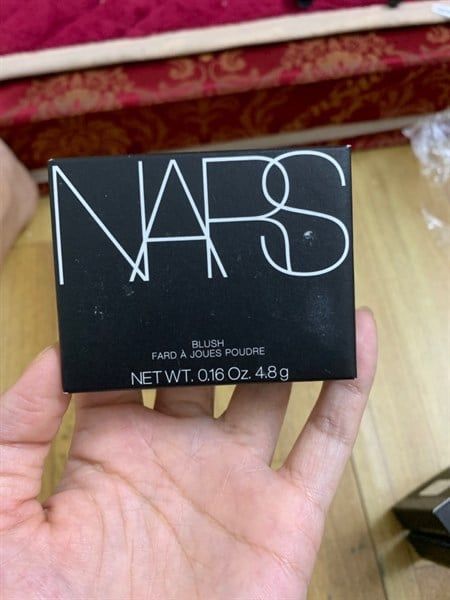 NARS
BLUSH
FARD À JOUES POUDRE
NET WT. 0.16 Oz. 4.8 g